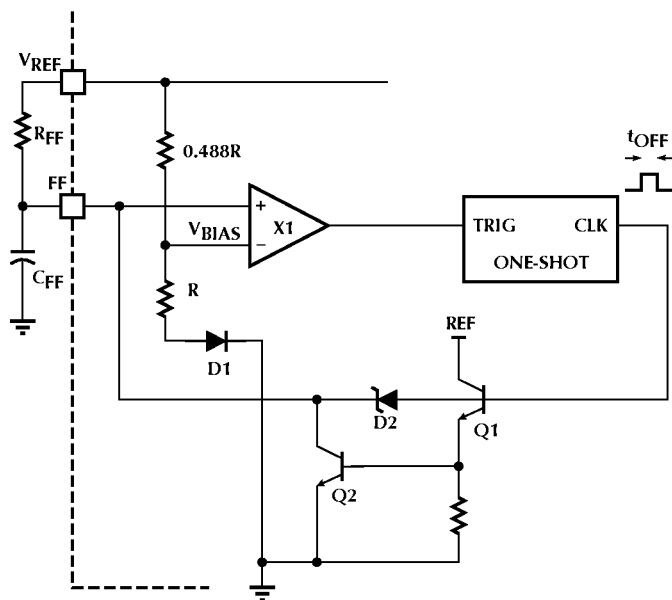 VREF
RFF
0.488R
tOFF
FF
+
X1
TRIG
CLK
VBIAS
−
ONE-SHOT
CFF
R
REF
D1
D2
Q1
Q2